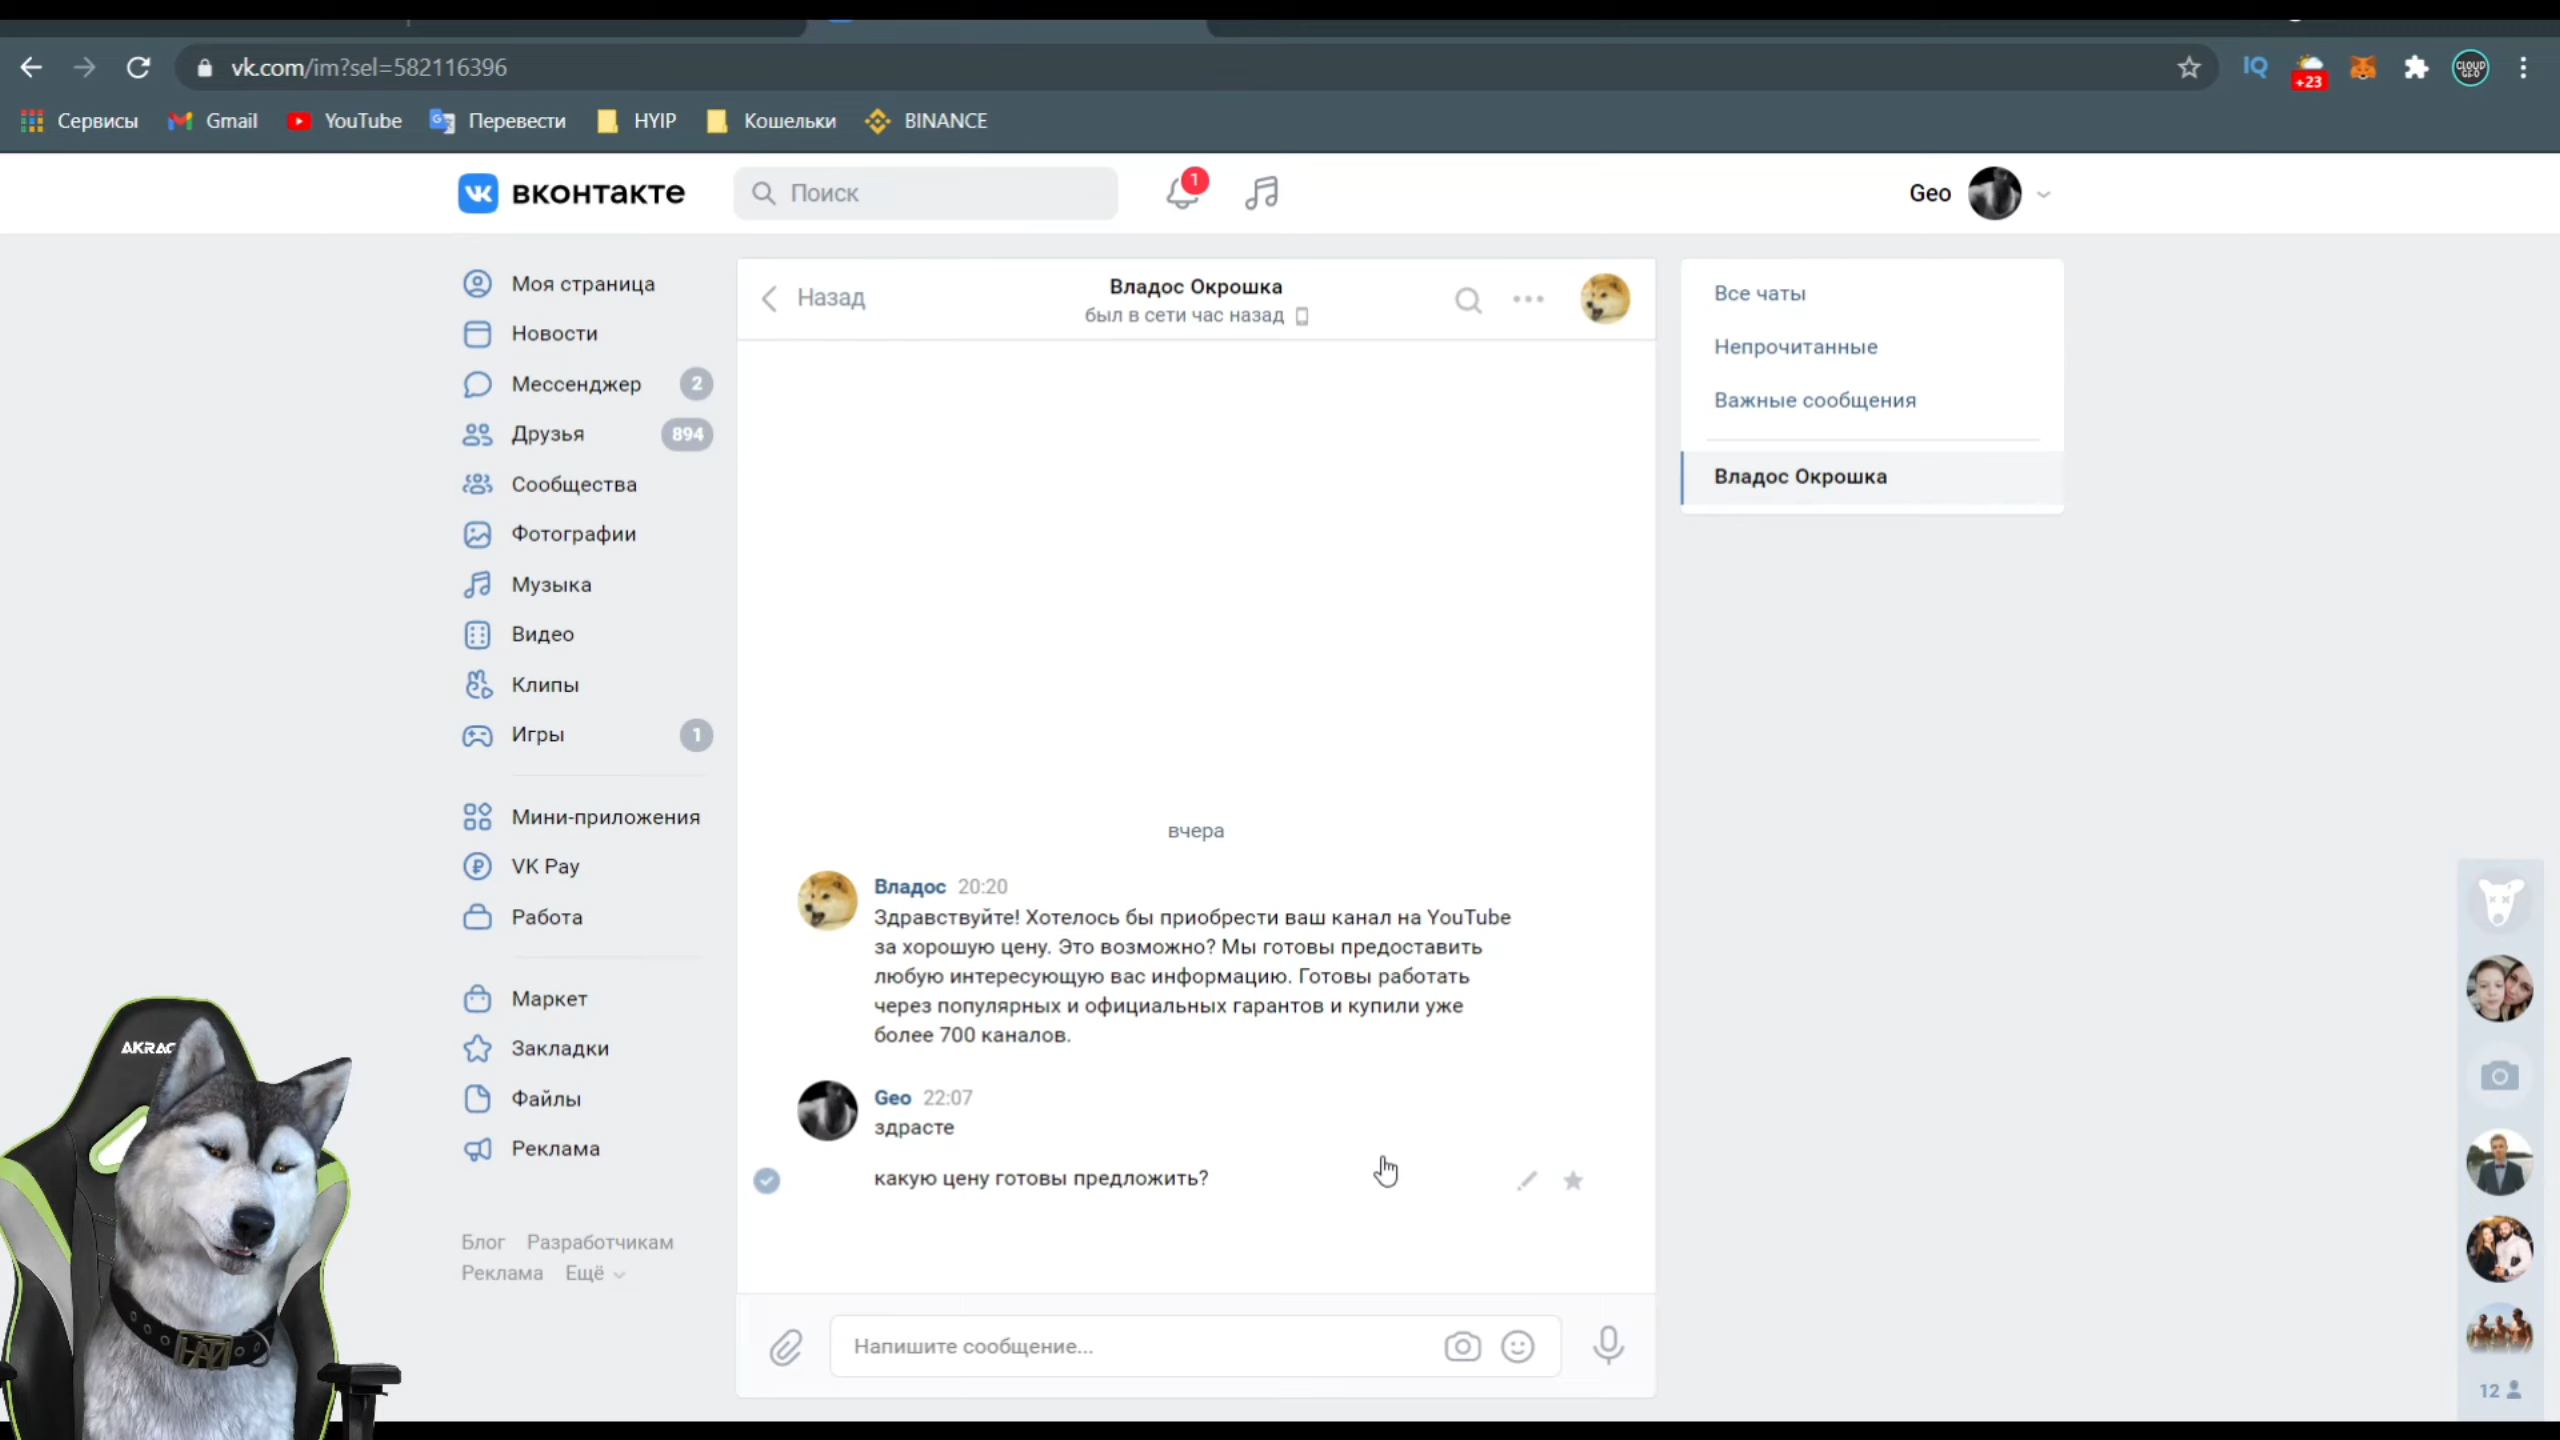 vk.com/im?sel=582116396
IQ
+23
CLOUD GEO
Сервисы Gmail YouTube Перевести HYIP Кошельки BINANCE
вконтакте
Поиск
1
Geo
Моя страница
Новости
Мессенджер 2
Друзья 894
Сообщества
Фотографии
Музыка
Видео
Клипы
Игры 1
Мини-приложения
VK Pay
Работа
Маркет
Закладки
Файлы
Реклама
Блог Разработчикам
Реклама Ещё
Назад
Владос Окрошка
был в сети час назад
вчера
Владос 20:20
Здравствуйте! Хотелось бы приобрести ваш канал на YouTube
за хорошую цену. Это возможно? Мы готовы предоставить
любую интересующую вас информацию. Готовы работать
через популярных и официальных гарантов и купили уже
более 700 каналов.
Geo 22:07
здрасте
какую цену готовы предложить?
Напишите сообщение...
Все чаты
Непрочитанные
Важные сообщения
Владос Окрошка
12